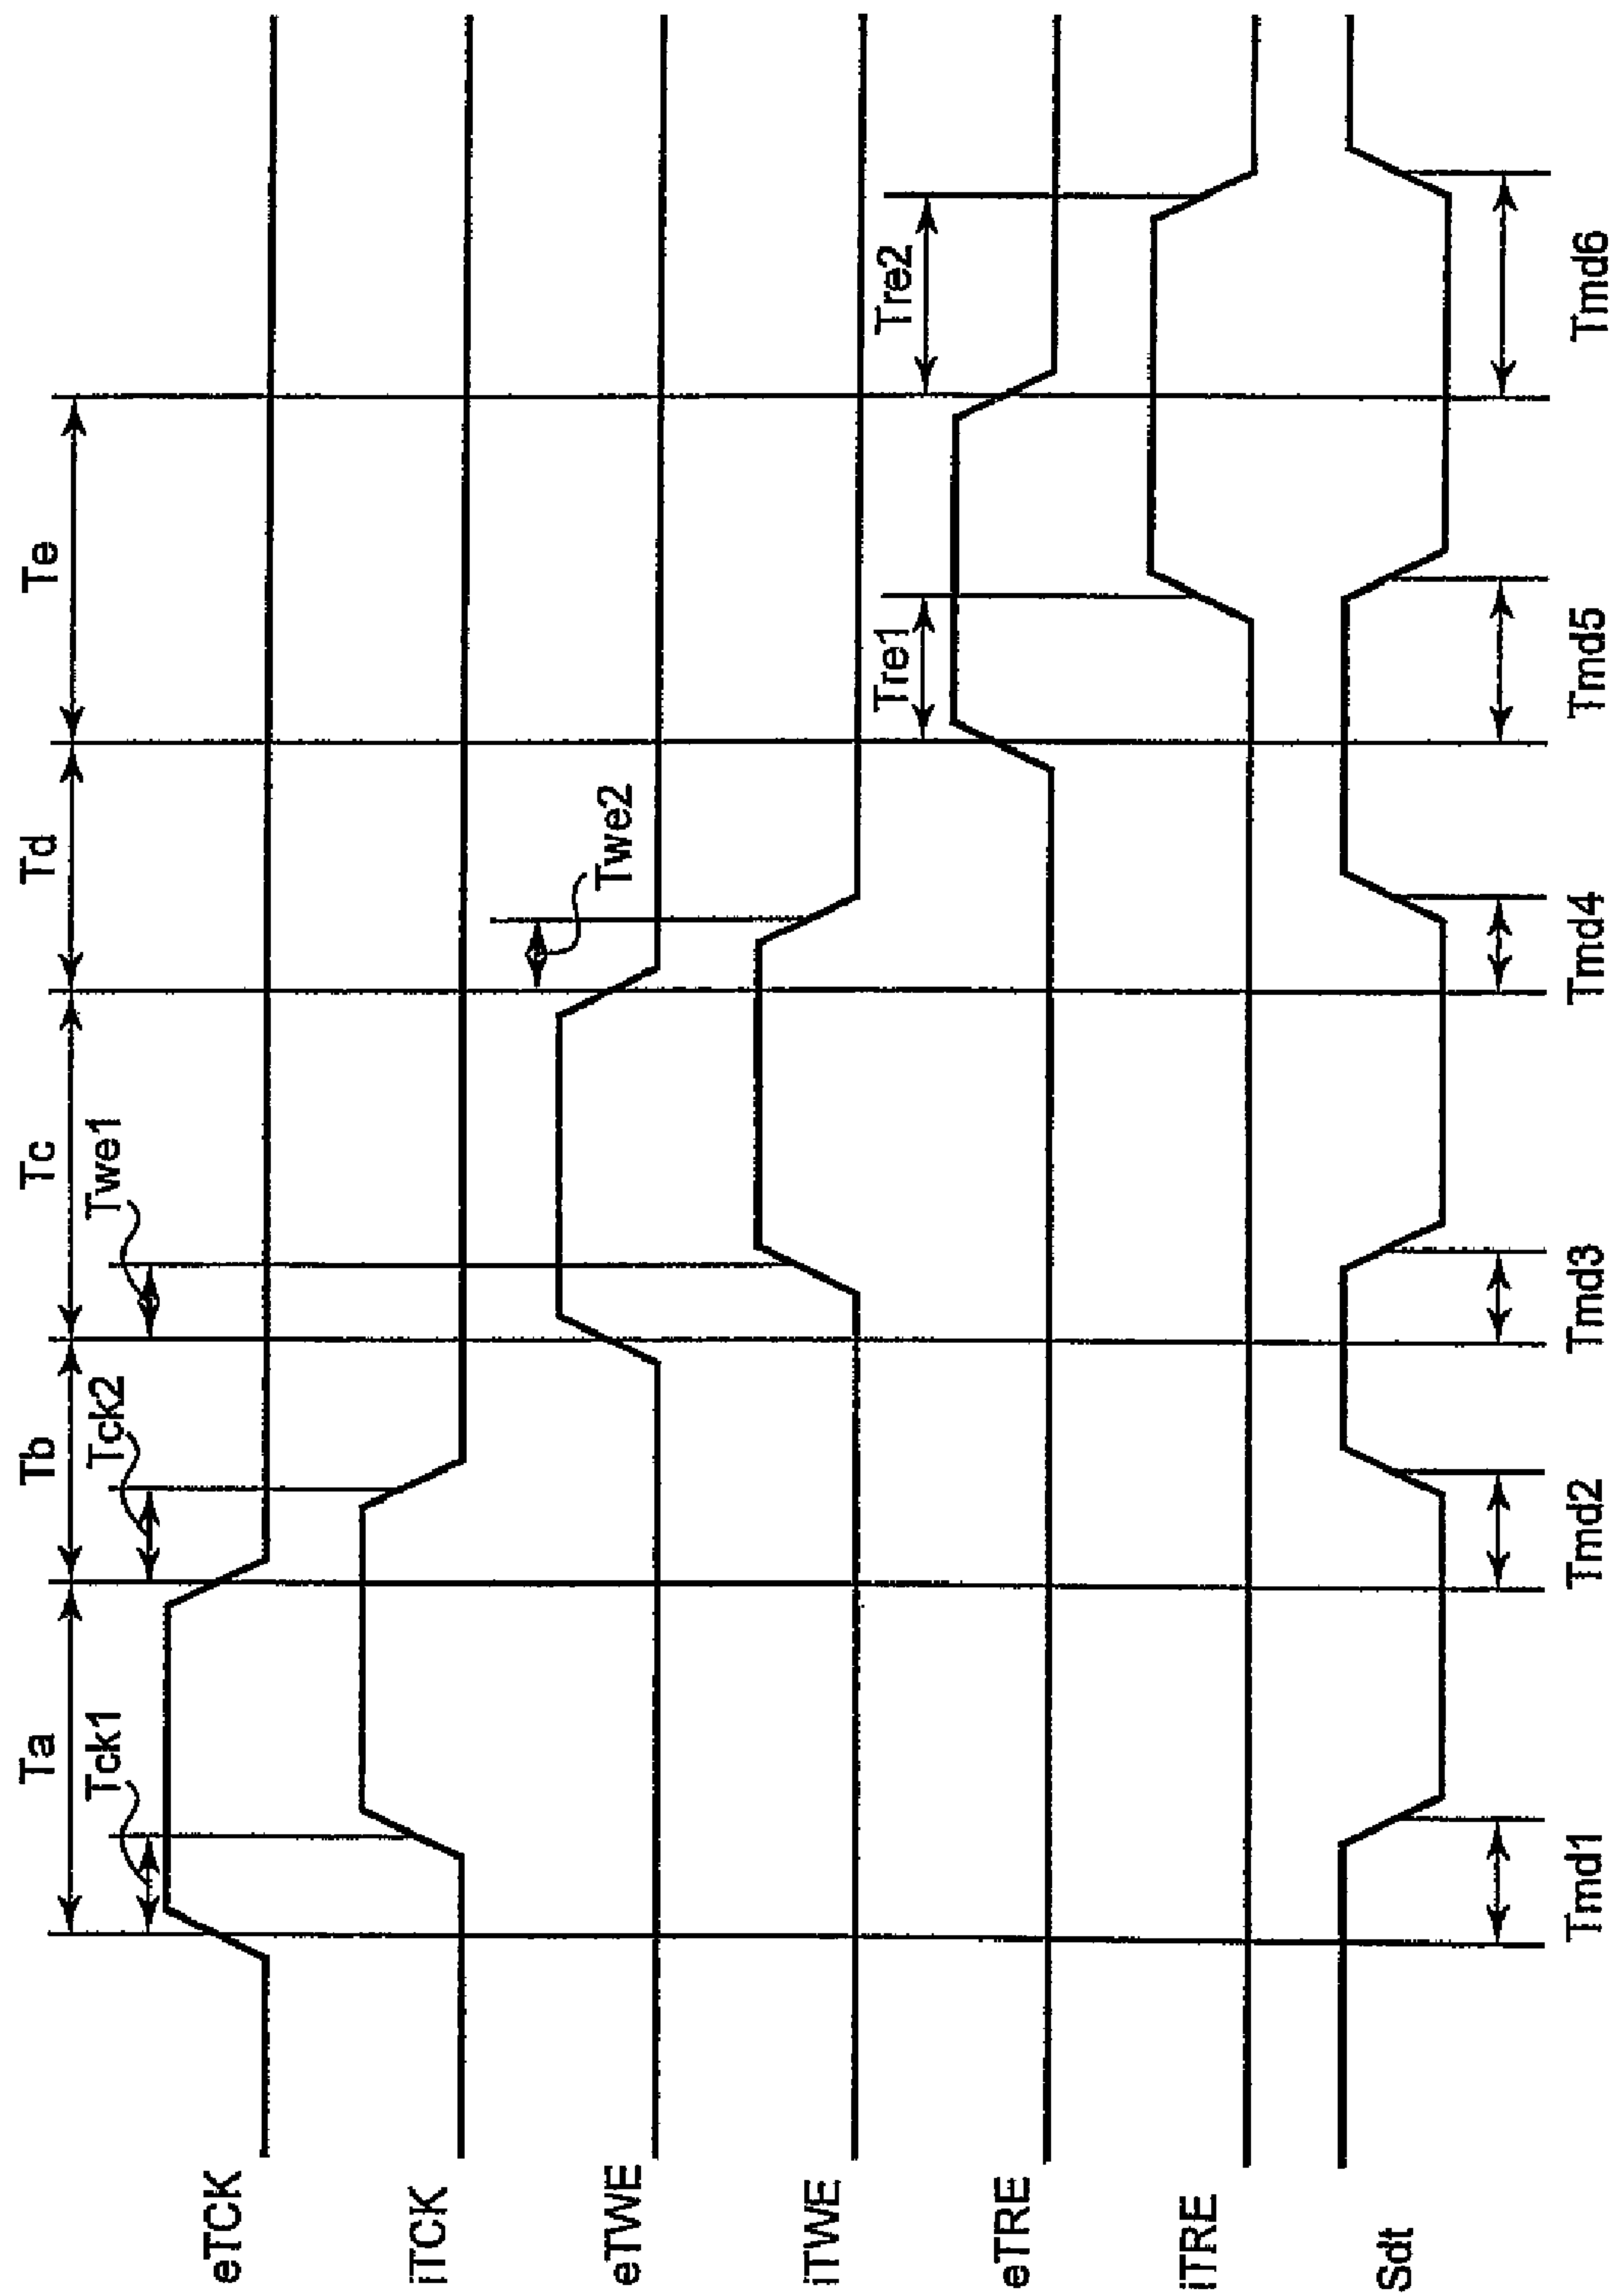 Ta
Tb
Tc
Td
Te
Tck1
Tck2
Twe1
Twe2
Tre1
Tre2
eTCK
iTCK
eTWE
iTWE
eTRE
iTRE
Sdt
Tmd1
Tmd2
Tmd3
Tmd4
Tmd5
Tmd6